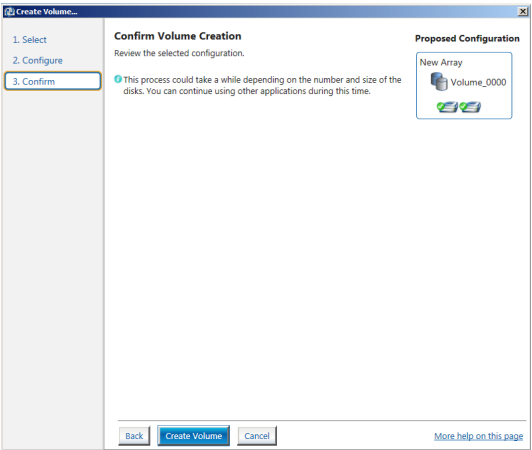 Create Volume...
1. Select
2. Configure
3. Confirm
Confirm Volume Creation
Review the selected configuration.
This process could take a while depending on the number and size of the
disks. You can continue using other applications during this time.
Proposed Configuration
New Array
Volume_0000
Back
Create Volume
Cancel
More help on this page